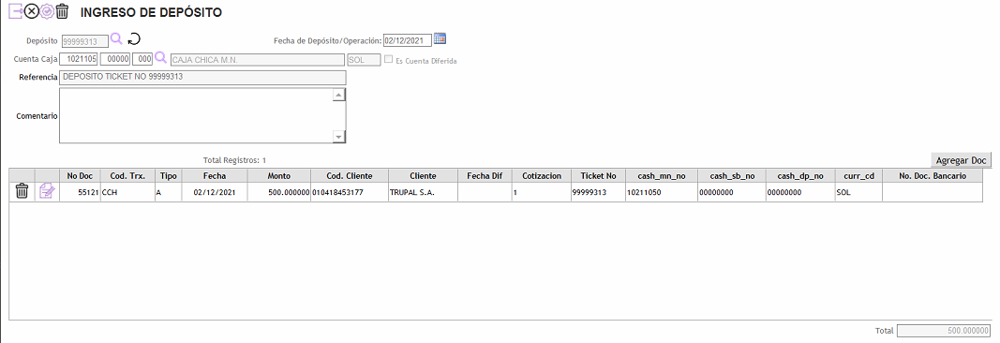 INGRESO DE DEPÓSITO
Depósito 99999313 Fecha de Depósito/Operación: 02/12/2021
Cuenta Caja 1021105 00000 000 CAJA CHICA M.N. SOL Es Cuenta Diferida
Referencia DEPOSITO TICKET NO 99999313
Comentario
Total Registros: 1 Agregar Doc
No Doc Cod. Trx. Tipo Fecha Monto Cod. Cliente Cliente Fecha Dif Cotizacion Ticket No cash_mn_no cash_sb_no cash_dp_no curr_cd No. Doc. Bancario
55121 CCH A 02/12/2021 500.000000 010418453177 TRUPAL S.A. 1 99999313 10211050 00000000 00000000 SOL
Total 500.000000